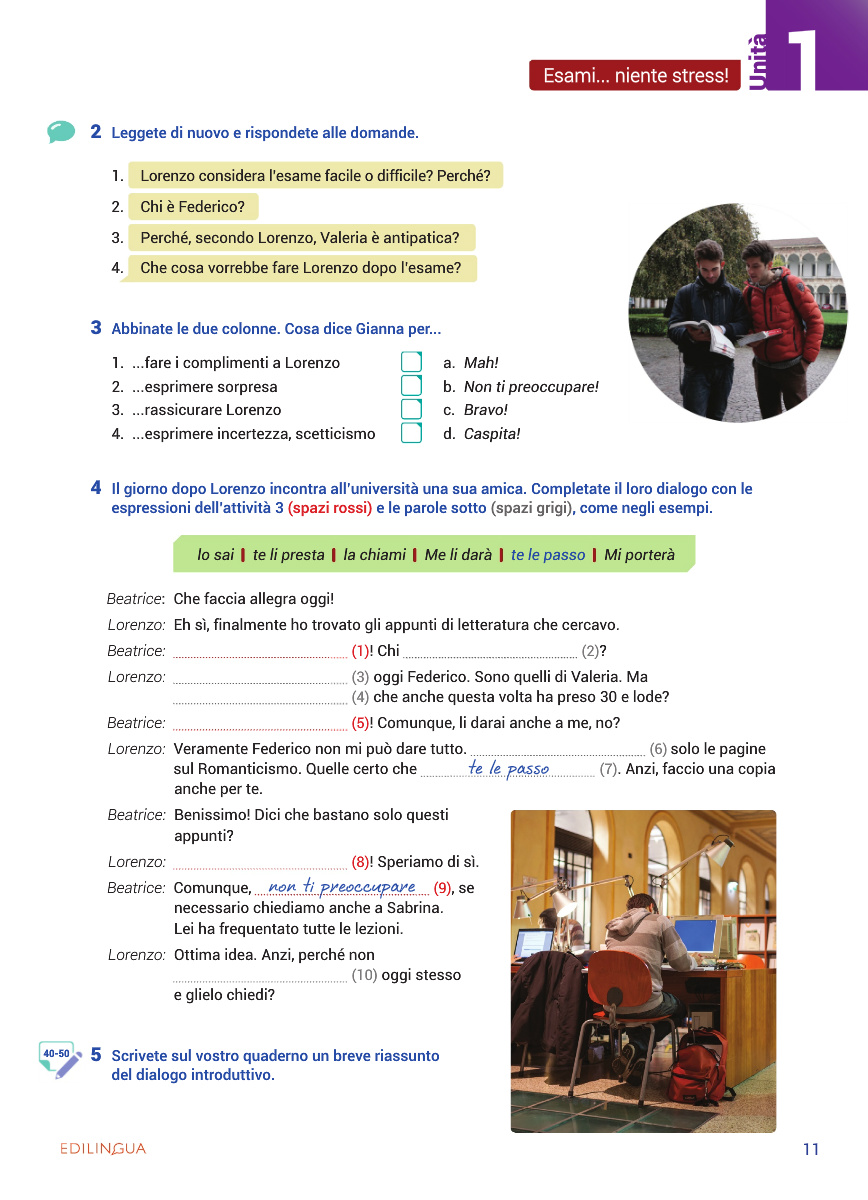 Unità 1
Esami... niente stress!
2 Leggete di nuovo e rispondete alle domande.
1. Lorenzo considera l'esame facile o difficile? Perché?
2. Chi è Federico?
3. Perché, secondo Lorenzo, Valeria è antipatica?
4. Che cosa vorrebbe fare Lorenzo dopo l'esame?
3 Abbinate le due colonne. Cosa dice Gianna per...
1. ...fare i complimenti a Lorenzo a. Mah!
2. ...esprimere sorpresa b. Non ti preoccupare!
3. ...rassicurare Lorenzo c. Bravo!
4. ...esprimere incertezza, scetticismo d. Caspita!
4 Il giorno dopo Lorenzo incontra all'università una sua amica. Completate il loro dialogo con le
espressioni dell'attività 3 (spazi rossi) e le parole sotto (spazi grigi), come negli esempi.
lo sai | te li presta | la chiami | Me li darà | te le passo | Mi porterà
Beatrice: Che faccia allegra oggi!
Lorenzo: Eh sì, finalmente ho trovato gli appunti di letteratura che cercavo.
Beatrice: (1)! Chi (2)?
Lorenzo: (3) oggi Federico. Sono quelli di Valeria. Ma
(4) che anche questa volta ha preso 30 e lode?
Beatrice: (5)! Comunque, li darai anche a me, no?
Lorenzo: Veramente Federico non mi può dare tutto. (6) solo le pagine
sul Romanticismo. Quelle certo che te le passo (7). Anzi, faccio una copia
anche per te.
Beatrice: Benissimo! Dici che bastano solo questi
appunti?
Lorenzo: (8)! Speriamo di sì.
Beatrice: Comunque, non ti preoccupare (9), se
necessario chiediamo anche a Sabrina.
Lei ha frequentato tutte le lezioni.
Lorenzo: Ottima idea. Anzi, perché non
(10) oggi stesso
e glielo chiedi?
40-50
5 Scrivete sul vostro quaderno un breve riassunto
del dialogo introduttivo.
EDILINGUA
11